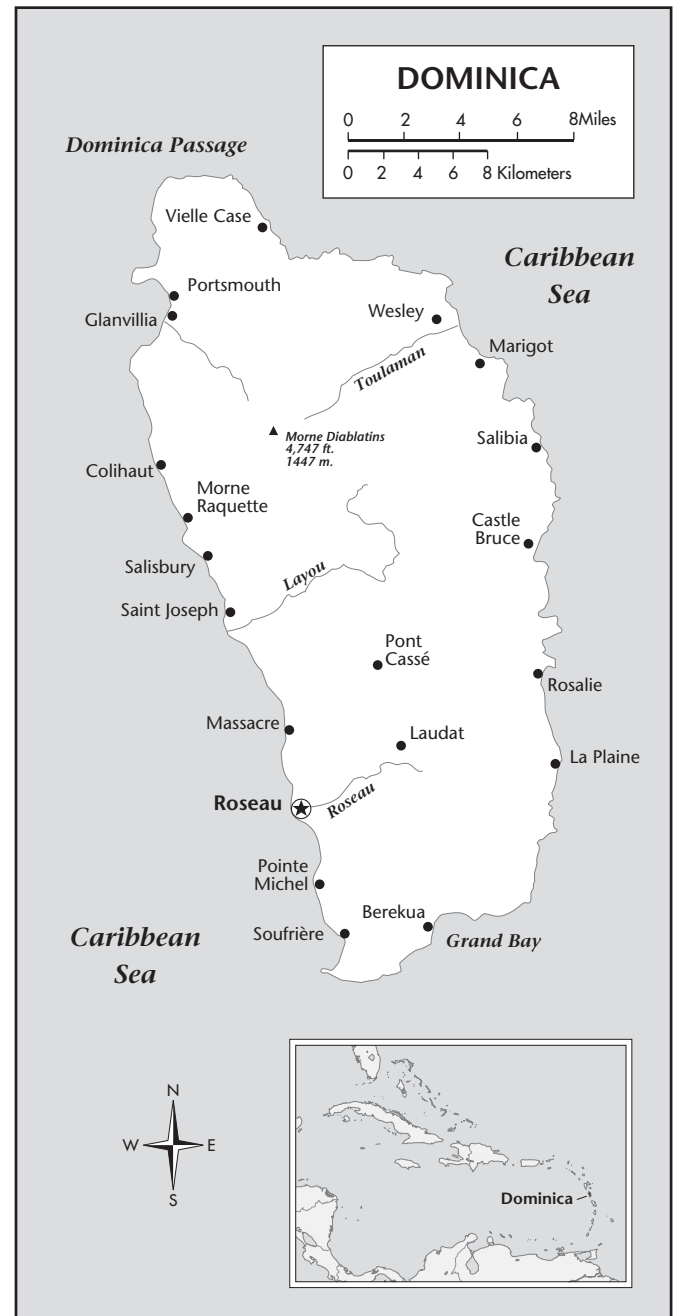 DOMINICA
0 2 4 6 8Miles
0 2 4 6 8 Kilometers
Dominica Passage
Vielle Case
Caribbean
Sea
Portsmouth
Glanvillia
Wesley
Marigot
Toulaman
Morne Diablatins
4,747 ft.
1447 m.
Salibia
Colihaut
Morne
Raquette
Castle
Bruce
Salisbury
Layou
Saint Joseph
Pont
Cassé
Rosalie
Massacre
Laudat
La Plaine
Roseau
Roseau
Pointe
Michel
Berekua
Soufrière
Grand Bay
Caribbean
Sea
N
W E
S
Dominica